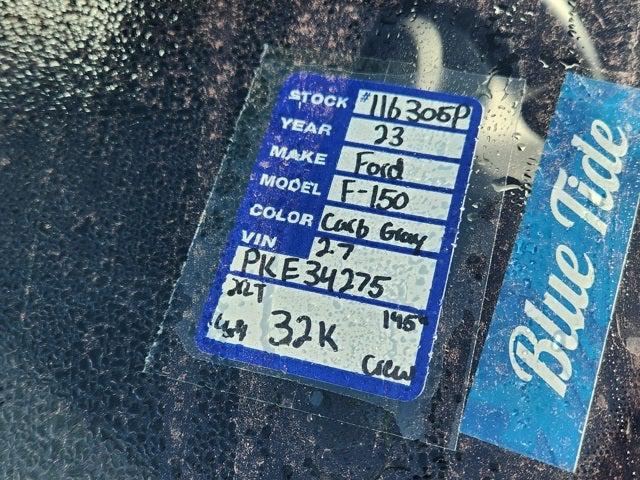 STOCK #116305P
YEAR 23
MAKE Ford
MODEL F-150
COLOR Carb Gray
VIN 2.7
PKE34275
XLT
4x4 32K 145"
Crew
Blue Tide